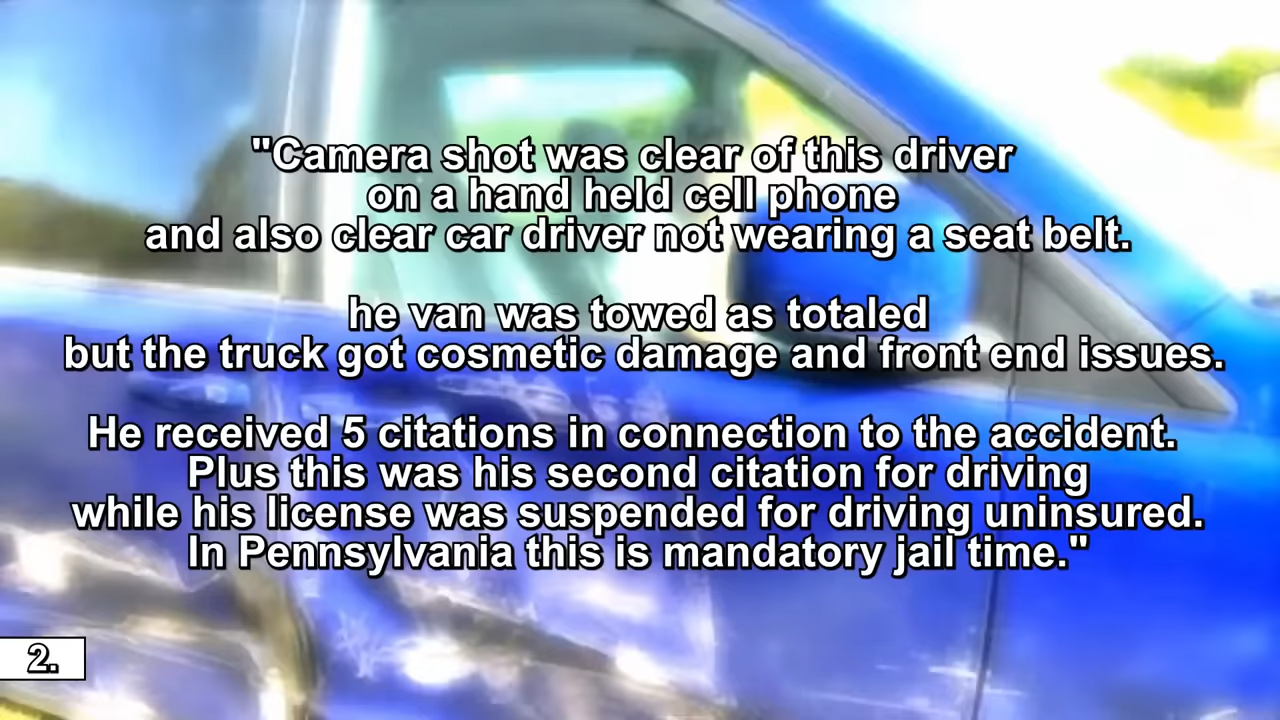 "Camera shot was clear of this driver
on a hand held cell phone
and also clear car driver not wearing a seat belt.
he van was towed as totaled
but the truck got cosmetic damage and front end issues.
He received 5 citations in connection to the accident.
Plus this was his second citation for driving
while his license was suspended for driving uninsured.
In Pennsylvania this is mandatory jail time."
2.